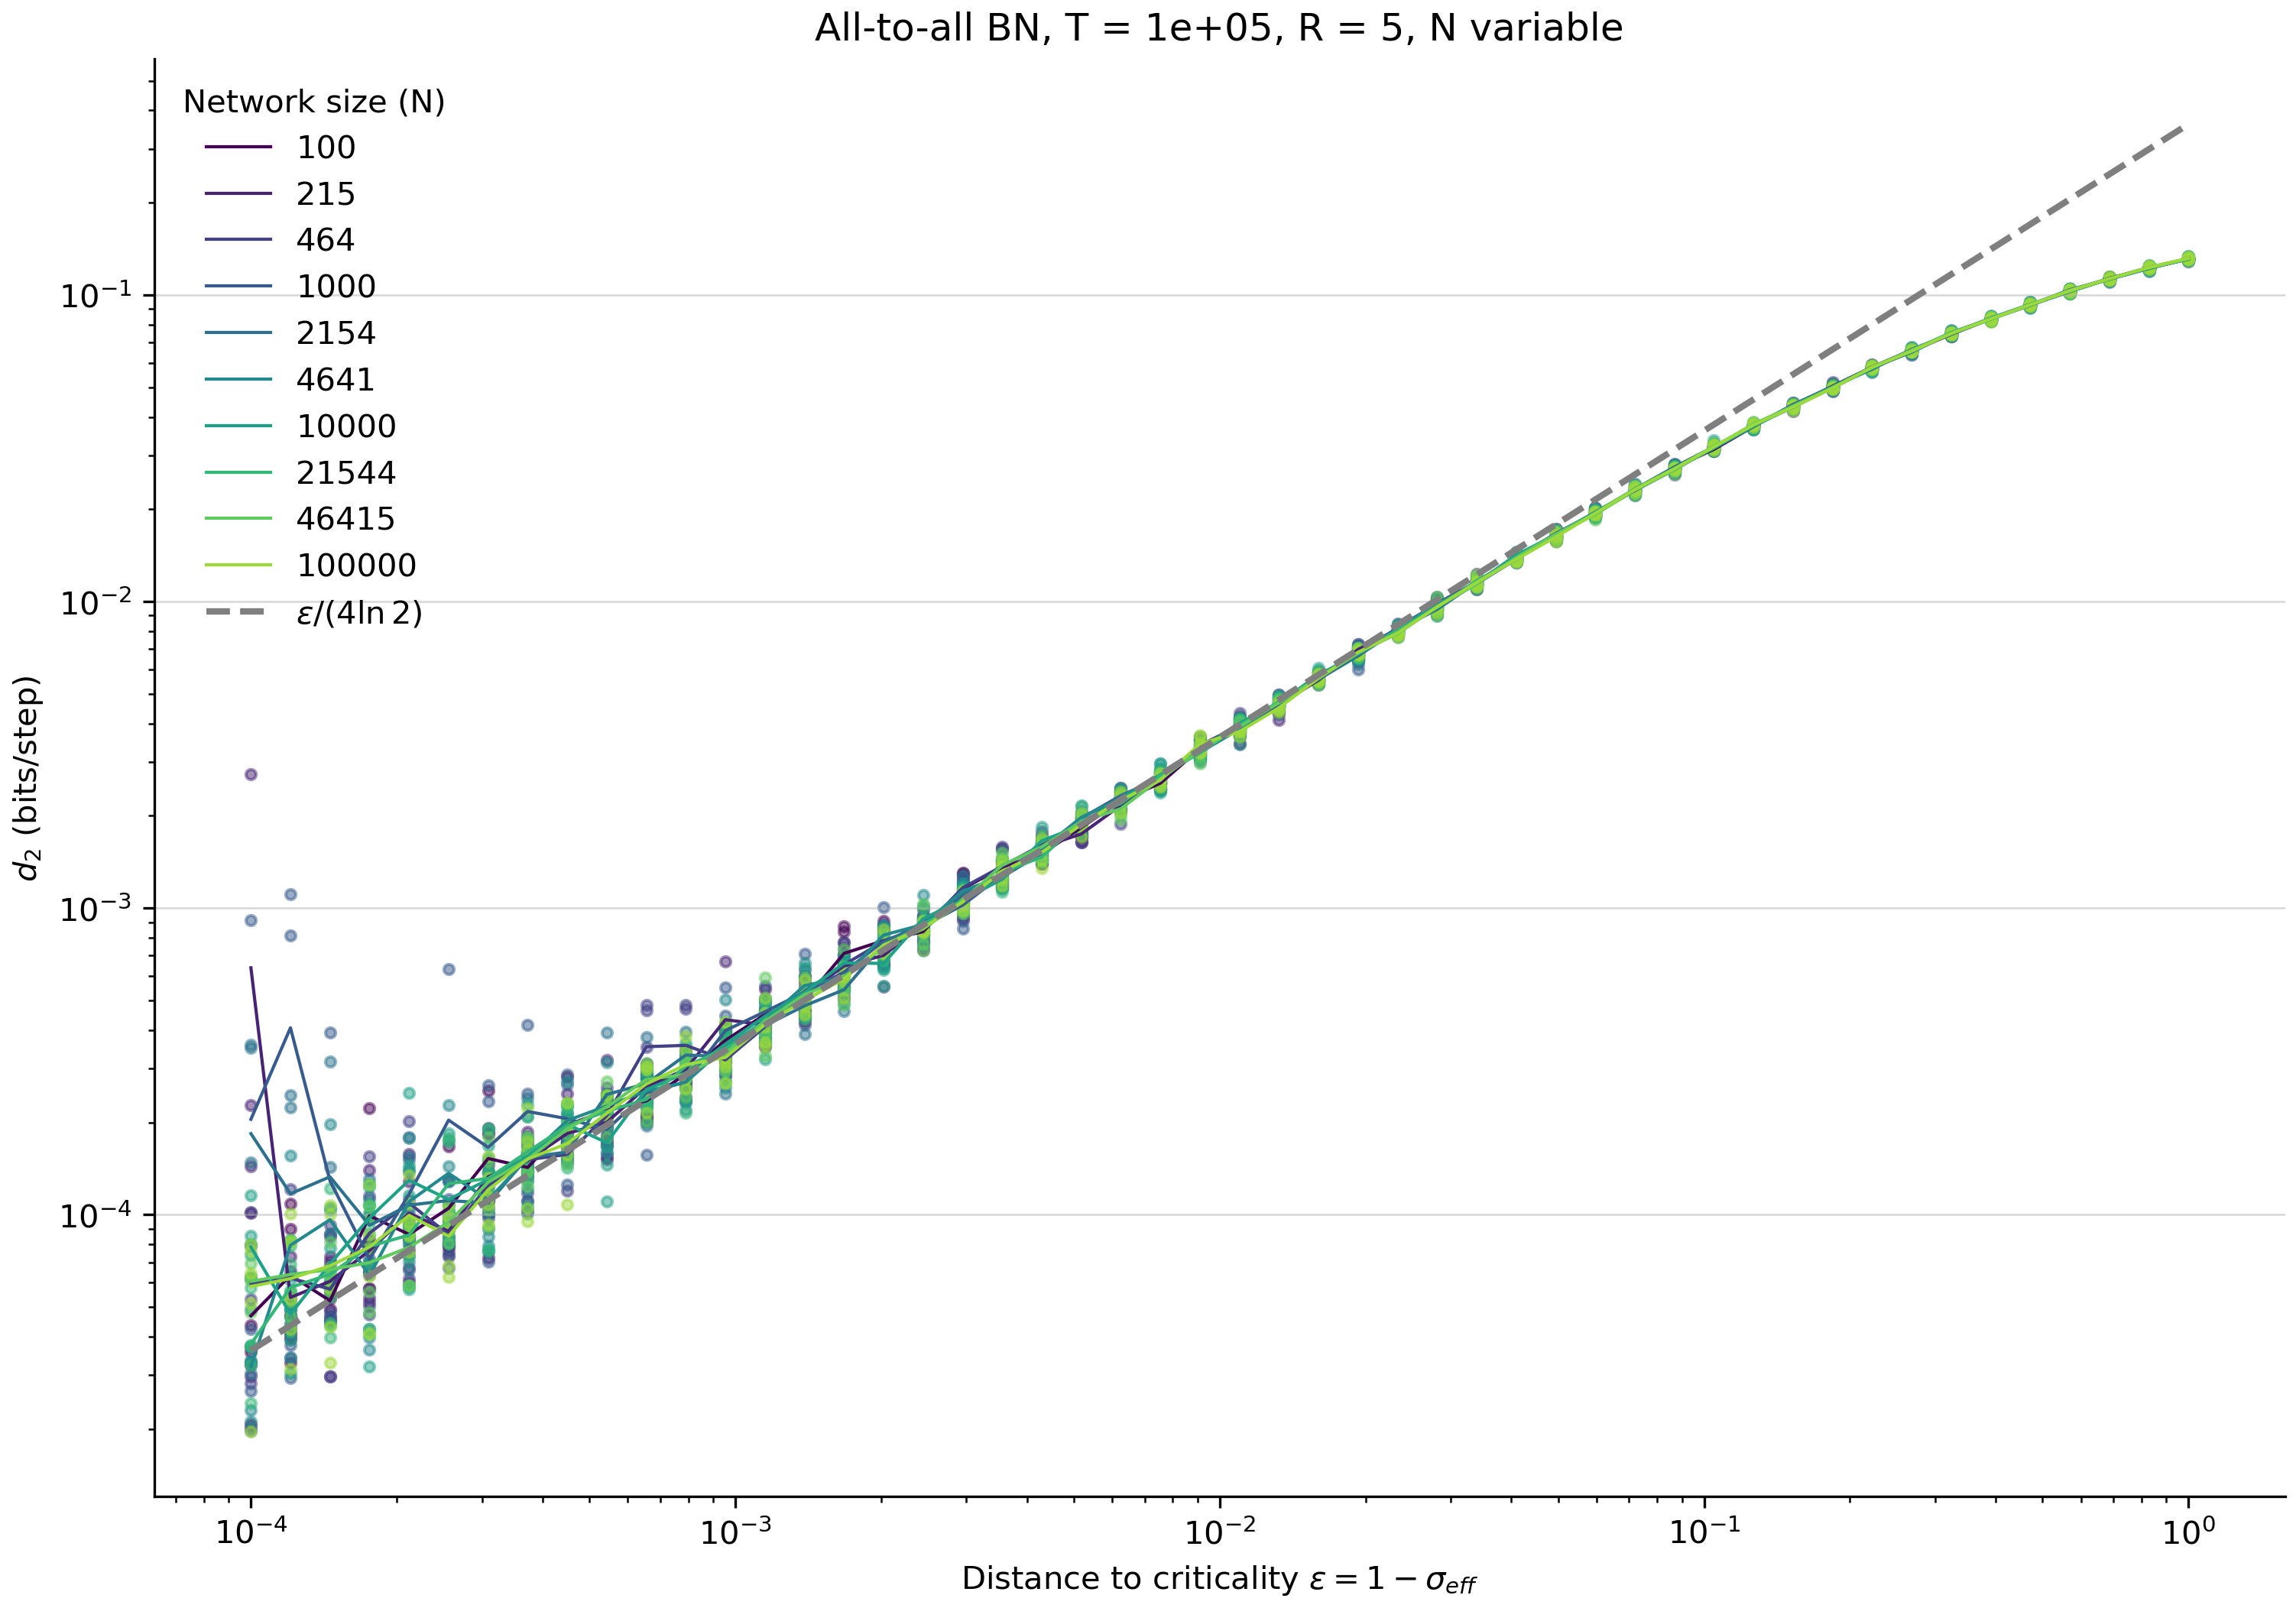 All-to-all BN, T = 1e+05, R = 5, N variable
Network size (N)
100
215
464
1000
2154
4641
10000
21544
46415
100000
ε/(4 ln 2)
10⁻¹
10⁻²
10⁻³
10⁻⁴
d₂ (bits/step)
10⁻⁴ 10⁻³ 10⁻² 10⁻¹ 10⁰
Distance to criticality ε = 1 − σ_eff